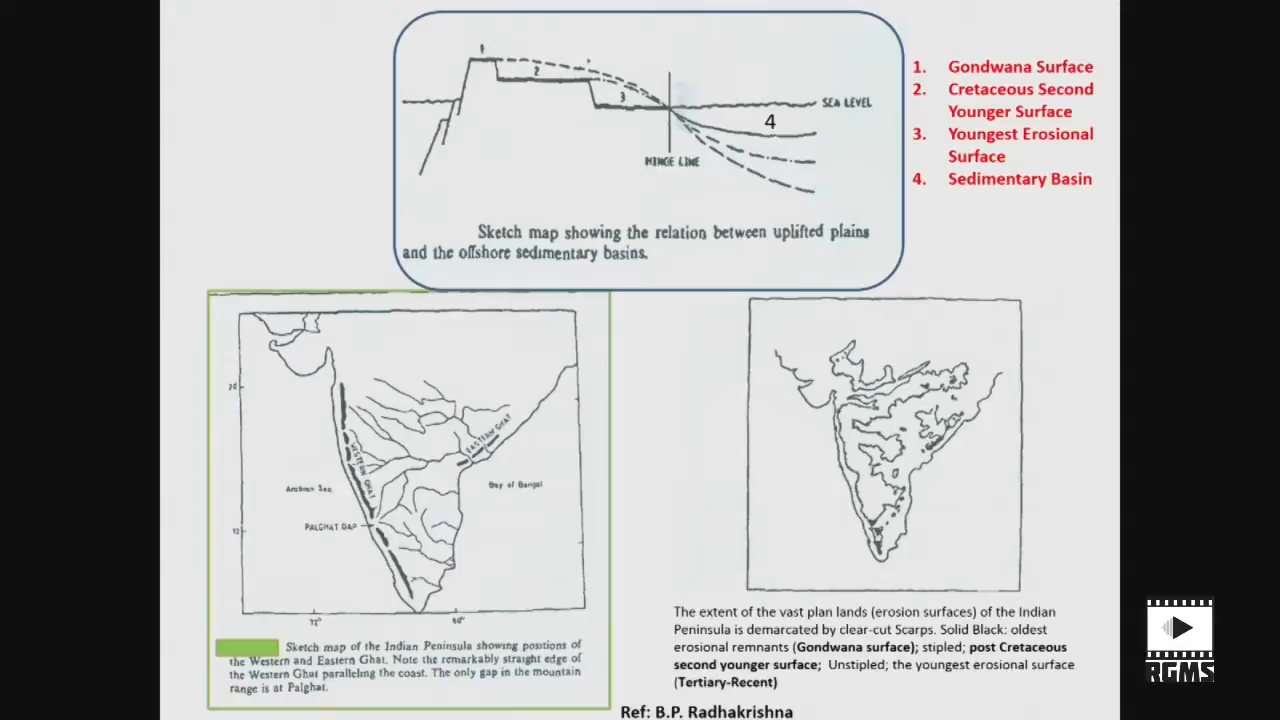 1
2
3
4
SEA LEVEL
HINGE LINE
Sketch map showing the relation between uplifted plains
and the offshore sedimentary basins.
1. Gondwana Surface
2. Cretaceous Second
Younger Surface
3. Youngest Erosional
Surface
4. Sedimentary Basin
20
12
WESTERN GHAT
EASTERN GHAT
Arabian Sea
Bay of Bengal
PALGHAT GAP
Sketch map of the Indian Peninsula showing positions of
the Western and Eastern Ghat. Note the remarkably straight edge of
the Western Ghat paralleling the coast. The only gap in the mountain
range is at Palghat.
The extent of the vast plan lands (erosion surfaces) of the Indian
Peninsula is demarcated by clear-cut Scarps. Solid Black: oldest
erosional remnants (Gondwana surface); stipled; post Cretaceous
second younger surface; Unstipled; the youngest erosional surface
(Tertiary-Recent)
Ref: B.P. Radhakrishna
RGMS